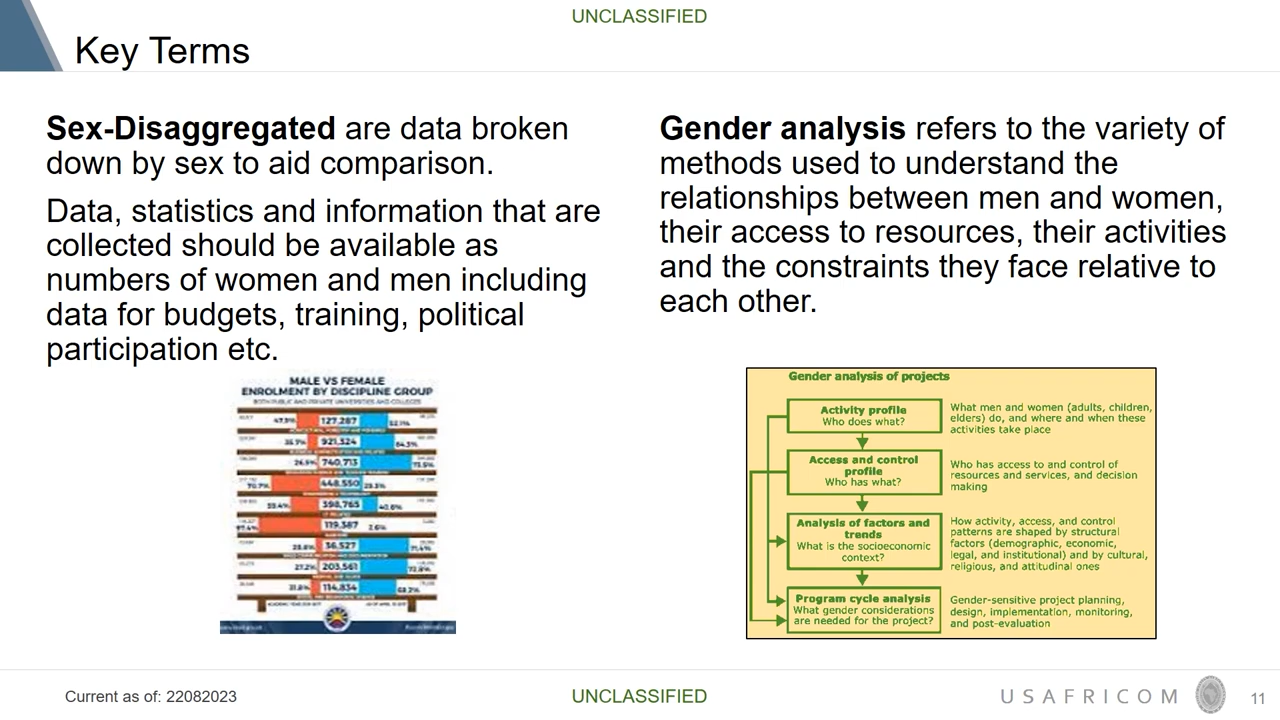 UNCLASSIFIED
Key Terms
Sex-Disaggregated are data broken
down by sex to aid comparison.
Data, statistics and information that are
collected should be available as
numbers of women and men including
data for budgets, training, political
participation etc.
MALE VS FEMALE
ENROLMENT BY DISCIPLINE GROUP
BOTH PUBLIC AND PRIVATE UNIVERSITIES AND COLLEGES
47.9% 127,287 52.1%
35.7% 921,324 64.3%
26.5% 740,713 73.5%
70.7% 448,550 29.3%
59.4% 398,765 40.6%
97.4% 119,387 2.6%
36,527 71.4%
27.2% 203,561 72.8%
31.8% 114,834 68.2%
Gender analysis refers to the variety of
methods used to understand the
relationships between men and women,
their access to resources, their activities
and the constraints they face relative to
each other.
Gender analysis of projects
Activity profile
Who does what?
What men and women (adults, children,
elders) do, and where and when these
activities take place
Access and control
profile
Who has what?
Who has access to and control of
resources and services, and decision
making
Analysis of factors and
trends
What is the socioeconomic
context?
How activity, access, and control
patterns are shaped by structural
factors (demographic, economic,
legal, and institutional) and by cultural,
religious, and attitudinal ones
Program cycle analysis
What gender considerations
are needed for the project?
Gender-sensitive project planning,
design, implementation, monitoring,
and post-evaluation
Current as of: 22082023
UNCLASSIFIED
USAFRICOM
11